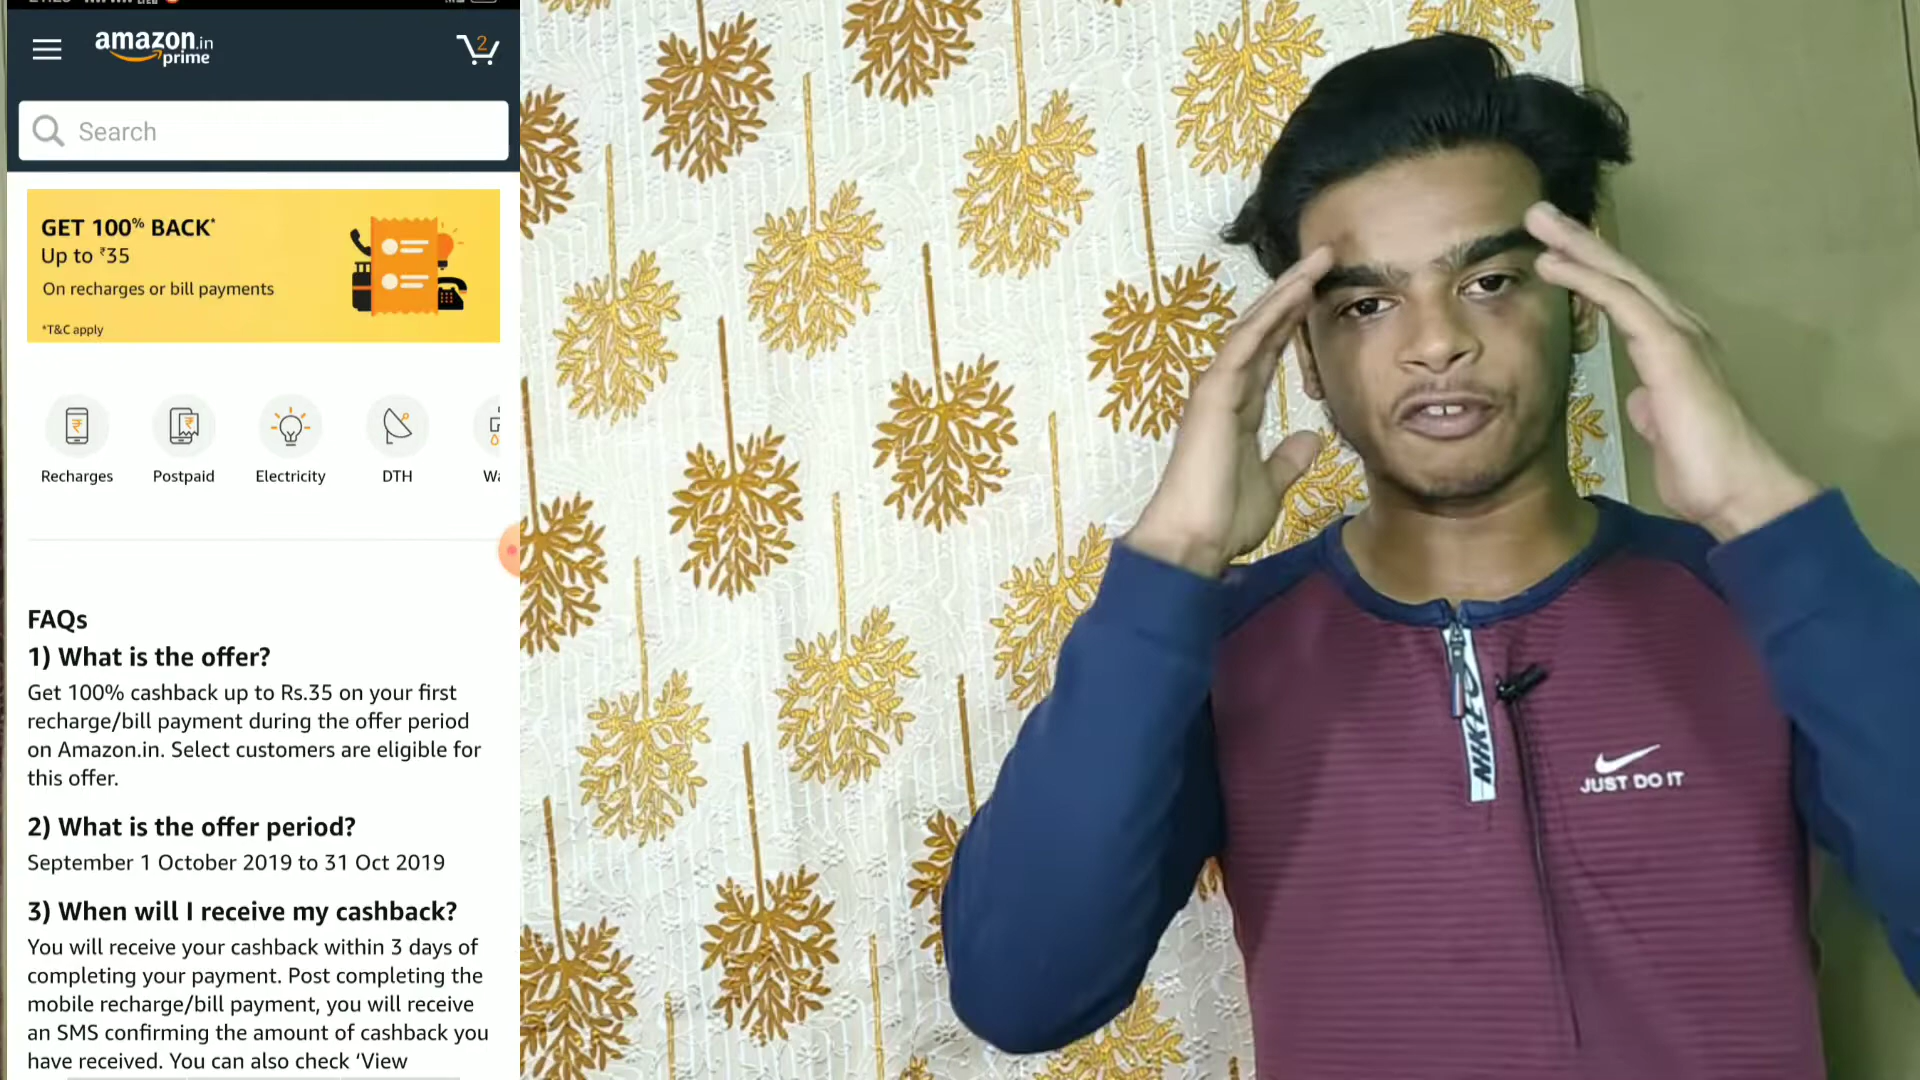 amazon.in
prime
2
Search
GET 100% BACK*
Up to ₹35
On recharges or bill payments
*T&C apply
Recharges
Postpaid
Electricity
DTH
FAQs
1) What is the offer?
Get 100% cashback up to Rs.35 on your first
recharge/bill payment during the offer period
on Amazon.in. Select customers are eligible for
this offer.
2) What is the offer period?
September 1 October 2019 to 31 Oct 2019
3) When will I receive my cashback?
You will receive your cashback within 3 days of
completing your payment. Post completing the
mobile recharge/bill payment, you will receive
an SMS confirming the amount of cashback you
have received. You can also check ‘View
NIKE
JUST DO IT